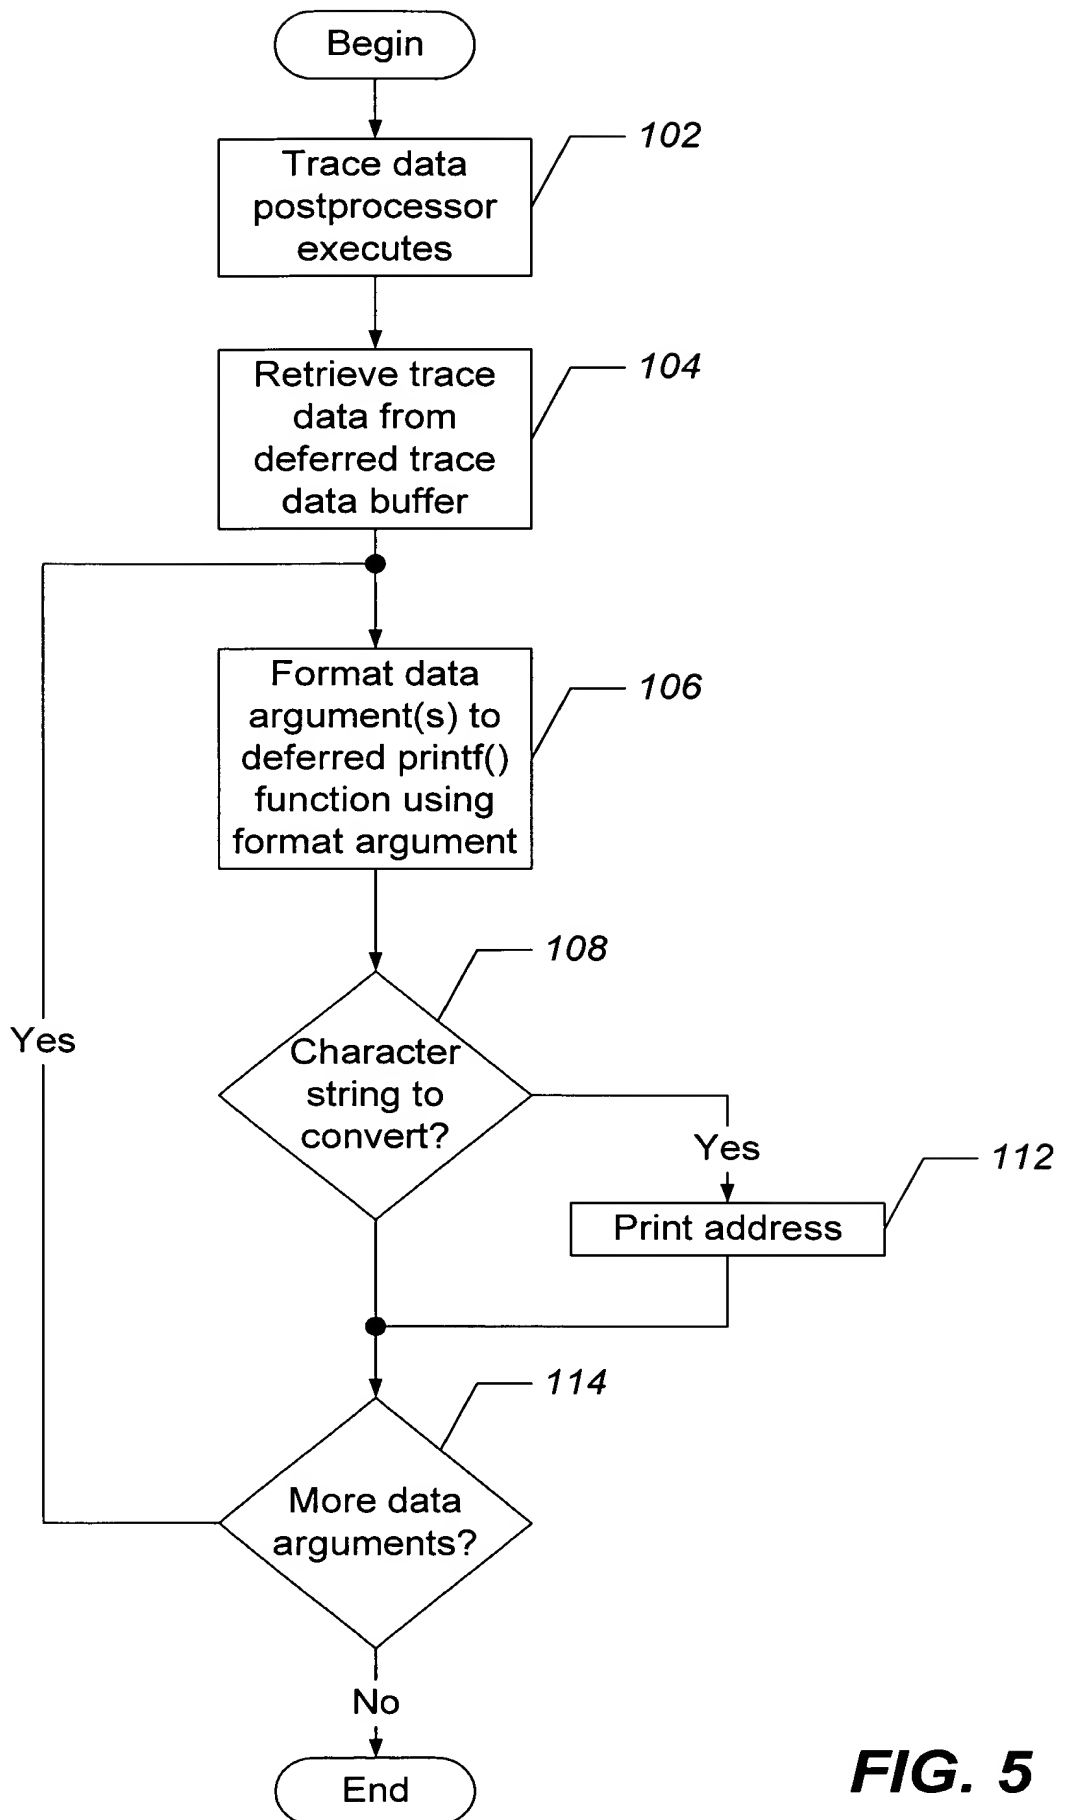 Begin
102
Trace data
postprocessor
executes
104
Retrieve trace
data from
deferred trace
data buffer
106
Format data
argument(s) to
deferred printf()
function using
format argument
108
Yes
Character
string to
convert?
Yes
112
Print address
114
More data
arguments?
No
End
FIG. 5